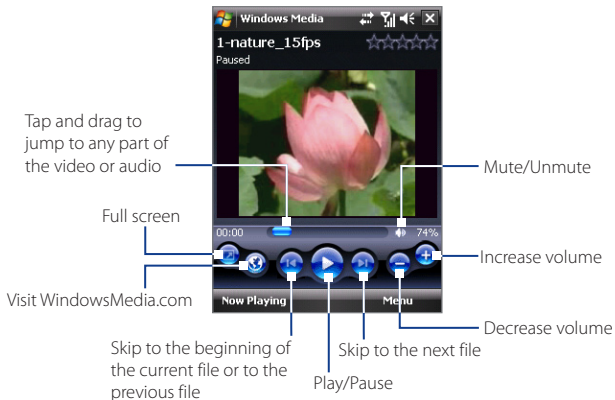 Windows Media
1-nature_15fps
Paused
Tap and drag to
jump to any part of
the video or audio
Mute/Unmute
00:00
74%
Full screen
Increase volume
Visit WindowsMedia.com
Now Playing
Menu
Decrease volume
Skip to the beginning of
the current file or to the
previous file
Skip to the next file
Play/Pause